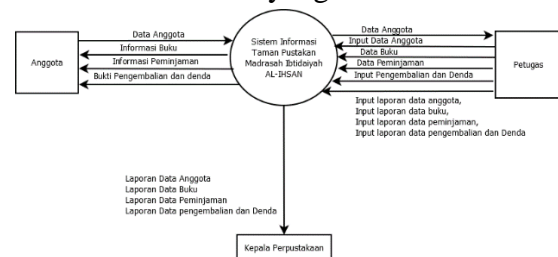 Data Anggota
Informasi Buku
Informasi Peminjaman
Bukti Pengembalian dan denda
Anggota
Sistem Informasi
Taman Pustakan
Madrasah Ibtidaiyah
AL-IHSAN
Data Anggota
Input Data Anggota
Data Buku
Data Peminjaman
Input Pengembalian dan Denda
Petugas
Input laporan data anggota,
Input laporan data buku,
Input laporan data peminjaman,
Input laporan data pengembalian dan Denda
Laporan Data Anggota
Laporan Data Buku
Laporan Data Peminjaman
Laporan Data pengembalian dan Denda
Kepala Perpustakaan